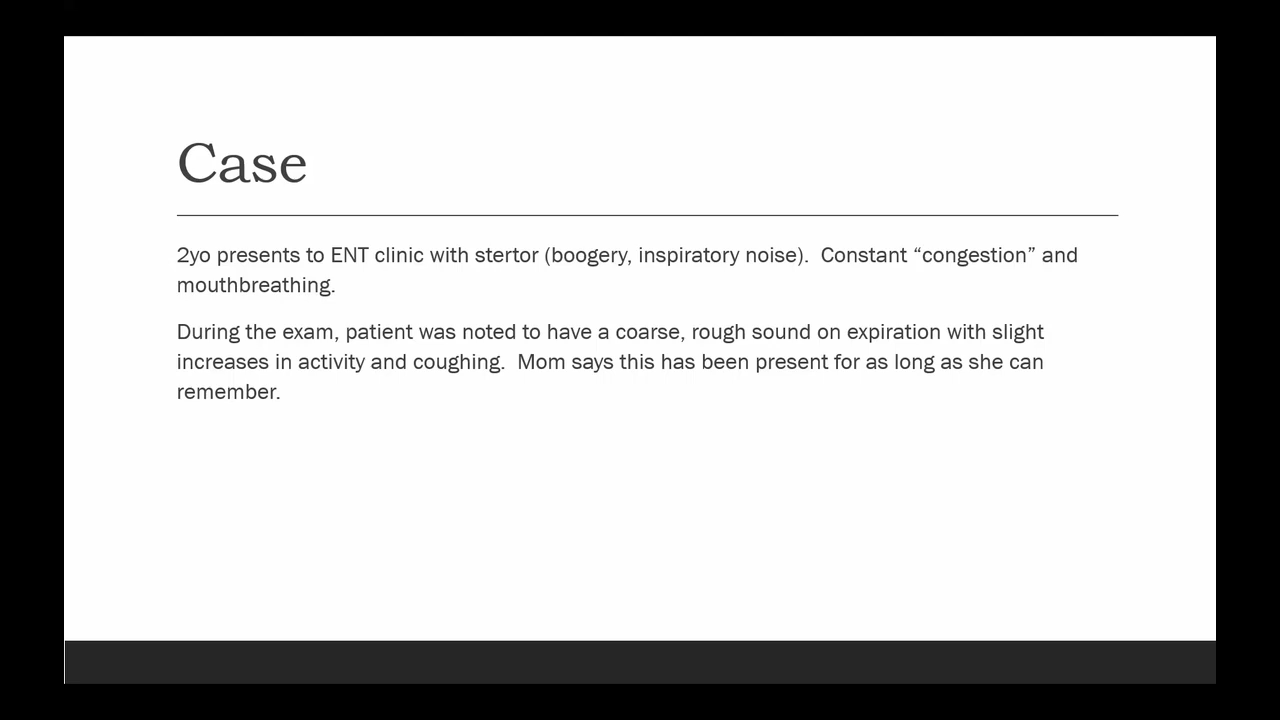 Case
2yo presents to ENT clinic with stertor (boogery, inspiratory noise).  Constant “congestion” and
mouthbreathing.
During the exam, patient was noted to have a coarse, rough sound on expiration with slight
increases in activity and coughing.  Mom says this has been present for as long as she can
remember.